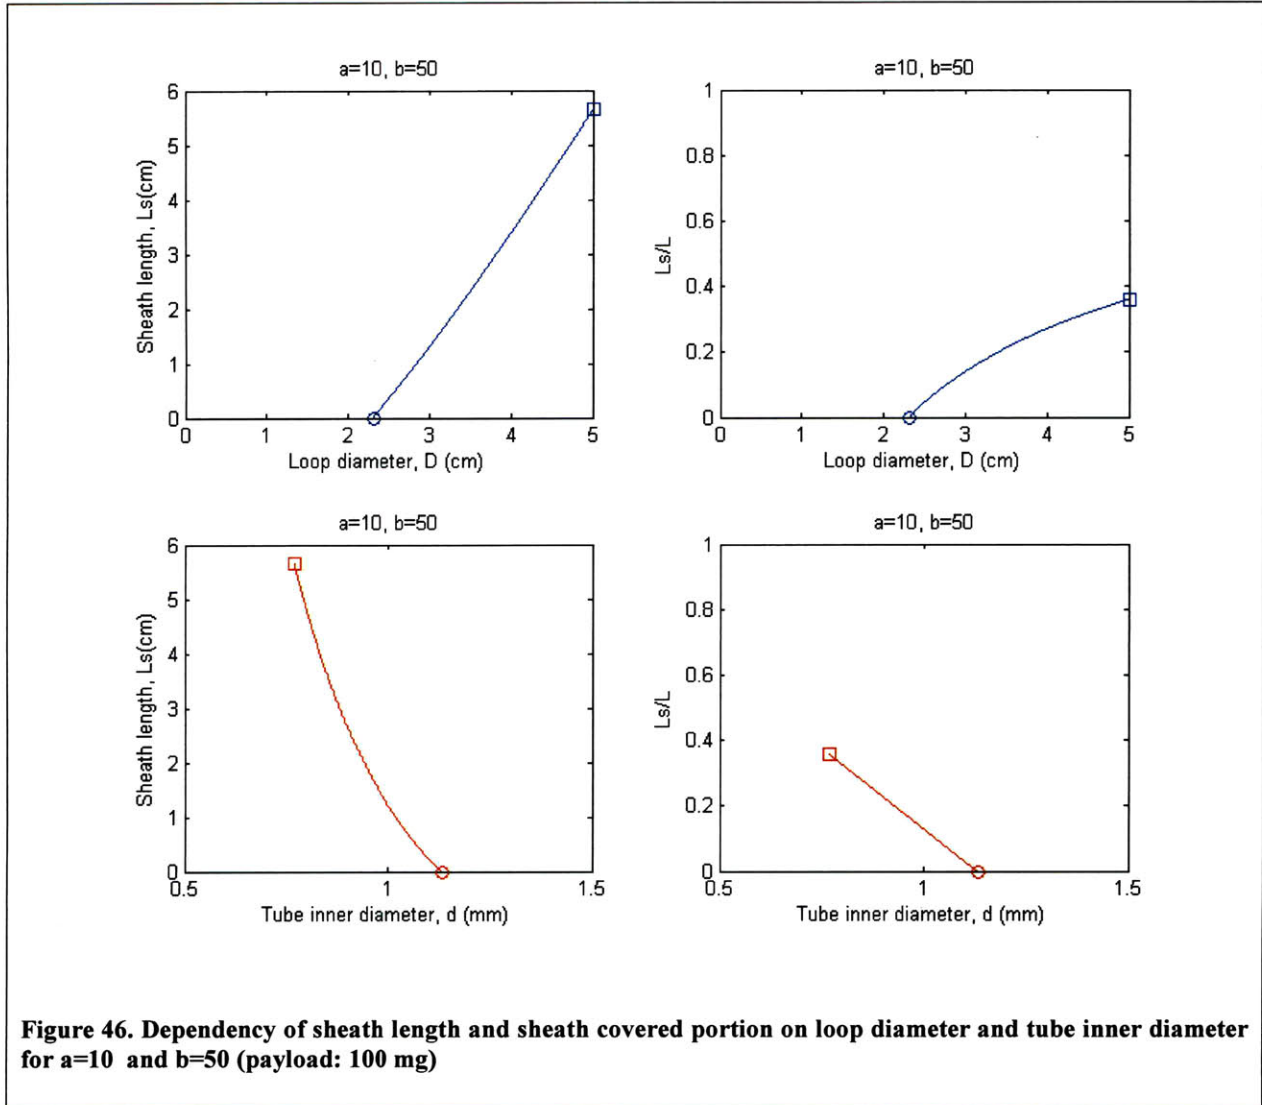 a=10, b=50
6
5
4
3
2
1
0
Sheath length, Ls(cm)
0 1 2 3 4 5
Loop diameter, D (cm)
a=10, b=50
1
0.8
0.6
0.4
0.2
0
Ls/L
0 1 2 3 4 5
Loop diameter, D (cm)
a=10, b=50
6
5
4
3
2
1
0
Sheath length, Ls(cm)
0.5 1 1.5
Tube inner diameter, d (mm)
a=10, b=50
1
0.8
0.6
0.4
0.2
0
Ls/L
0.5 1 1.5
Tube inner diameter, d (mm)
Figure 46. Dependency of sheath length and sheath covered portion on loop diameter and tube inner diameter
for a=10 and b=50 (payload: 100 mg)